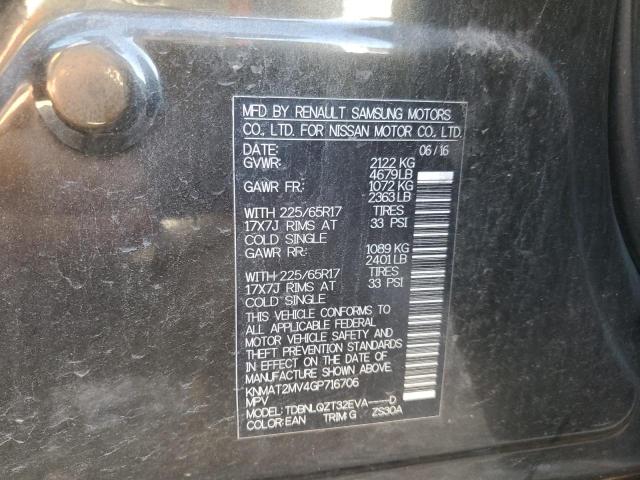 MFD BY RENAULT SAMSUNG MOTORS
CO., LTD. FOR NISSAN MOTOR CO., LTD.
DATE: 06/16
GVWR: 2122 KG
4679LB
GAWR FR: 1072 KG
2363LB
WITH 225/65R17 TIRES
17X7J RIMS AT 33 PSI
COLD SINGLE
GAWR RR: 1089 KG
2401LB
WITH 225/65R17 TIRES
17X7J RIMS AT 33 PSI
COLD SINGLE
THIS VEHICLE CONFORMS TO
ALL APPLICABLE FEDERAL
MOTOR VEHICLE SAFETY AND
THEFT PREVENTION STANDARDS
IN EFFECT ON THE DATE OF
MANUFACTURE SHOWN ABOVE.
KNMAT2MV4GP716706
MPV
MODEL: TDBNLQZT32EVA----D
COLOR:EAN TRIM:G ZS30A